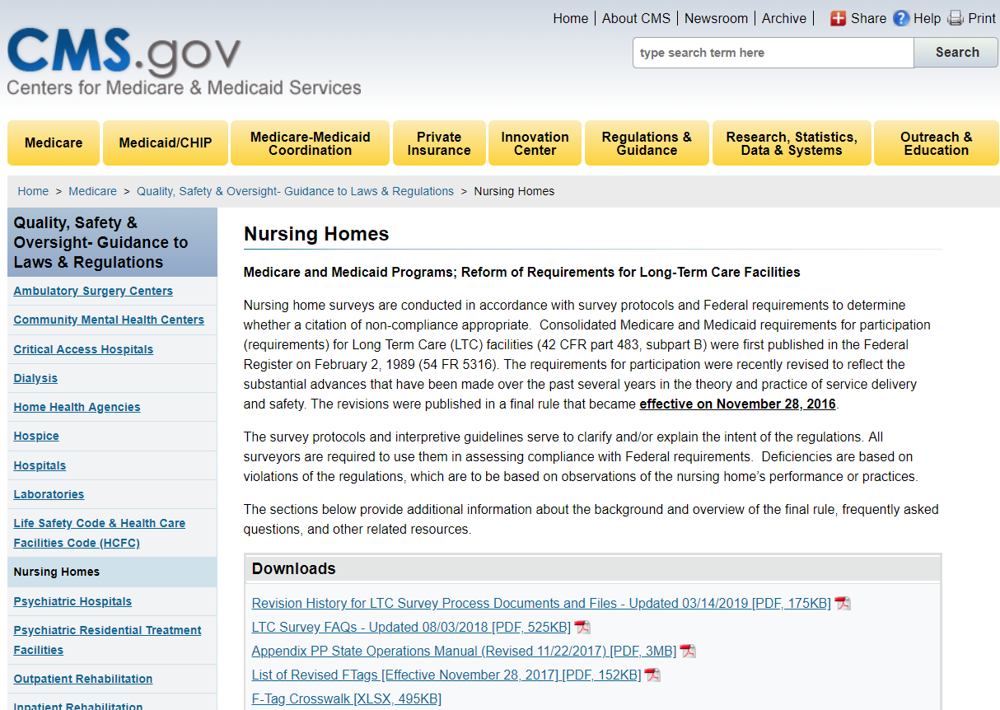 Home | About CMS | Newsroom | Archive | Share Help Print
CMS.gov
Centers for Medicare & Medicaid Services
type search term here
Search
Medicare
Medicaid/CHIP
Medicare-Medicaid
Coordination
Private
Insurance
Innovation
Center
Regulations &
Guidance
Research, Statistics,
Data & Systems
Outreach &
Education
Home > Medicare > Quality, Safety & Oversight- Guidance to Laws & Regulations > Nursing Homes
Quality, Safety &
Oversight- Guidance to
Laws & Regulations
Ambulatory Surgery Centers
Community Mental Health Centers
Critical Access Hospitals
Dialysis
Home Health Agencies
Hospice
Hospitals
Laboratories
Life Safety Code & Health Care
Facilities Code (HCFC)
Nursing Homes
Psychiatric Hospitals
Psychiatric Residential Treatment
Facilities
Outpatient Rehabilitation
Inpatient Rehabilitation
Nursing Homes
Medicare and Medicaid Programs; Reform of Requirements for Long-Term Care Facilities
Nursing home surveys are conducted in accordance with survey protocols and Federal requirements to determine
whether a citation of non-compliance appropriate.  Consolidated Medicare and Medicaid requirements for participation
(requirements) for Long Term Care (LTC) facilities (42 CFR part 483, subpart B) were first published in the Federal
Register on February 2, 1989 (54 FR 5316). The requirements for participation were recently revised to reflect the
substantial advances that have been made over the past several years in the theory and practice of service delivery
and safety. The revisions were published in a final rule that became effective on November 28, 2016.
The survey protocols and interpretive guidelines serve to clarify and/or explain the intent of the regulations. All
surveyors are required to use them in assessing compliance with Federal requirements.  Deficiencies are based on
violations of the regulations, which are to be based on observations of the nursing home's performance or practices.
The sections below provide additional information about the background and overview of the final rule, frequently asked
questions, and other related resources.
Downloads
Revision History for LTC Survey Process Documents and Files - Updated 03/14/2019 [PDF, 175KB]
LTC Survey FAQs - Updated 08/03/2018 [PDF, 525KB]
Appendix PP State Operations Manual (Revised 11/22/2017) [PDF, 3MB]
List of Revised FTags [Effective November 28, 2017] [PDF, 152KB]
F-Tag Crosswalk [XLSX, 495KB]